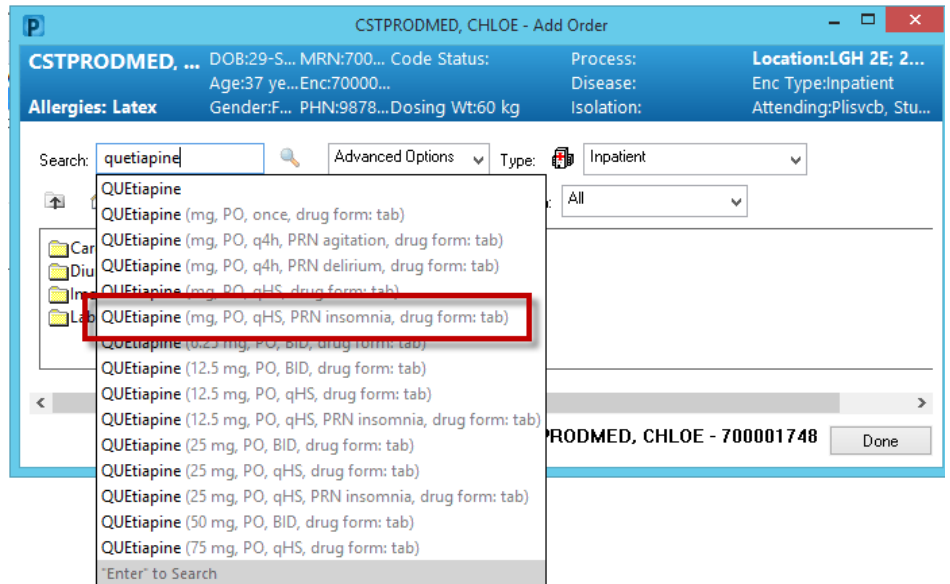 CSTPRODMED, CHLOE - Add Order
CSTPRODMED, ... DOB:29-S... MRN:700... Code Status: Process: Location:LGH 2E; 2...
Age:37 ye... Enc:70000... Disease: Enc Type:Inpatient
Allergies: Latex Gender:F... PHN:9878... Dosing Wt:60 kg Isolation: Attending:Plisvcb, Stu...
Search: quetiapine Advanced Options Type: Inpatient
All
Car
Diu
Ima
Lab
QUEtiapine
QUEtiapine (mg, PO, once, drug form: tab)
QUEtiapine (mg, PO, q4h, PRN agitation, drug form: tab)
QUEtiapine (mg, PO, q4h, PRN delirium, drug form: tab)
QUEtiapine (mg, PO, qHS, drug form: tab)
QUEtiapine (mg, PO, qHS, PRN insomnia, drug form: tab)
QUEtiapine (6.25 mg, PO, BID, drug form: tab)
QUEtiapine (12.5 mg, PO, BID, drug form: tab)
QUEtiapine (12.5 mg, PO, qHS, drug form: tab)
QUEtiapine (12.5 mg, PO, qHS, PRN insomnia, drug form: tab)
QUEtiapine (25 mg, PO, BID, drug form: tab)
QUEtiapine (25 mg, PO, qHS, drug form: tab)
QUEtiapine (25 mg, PO, qHS, PRN insomnia, drug form: tab)
QUEtiapine (50 mg, PO, BID, drug form: tab)
QUEtiapine (75 mg, PO, qHS, drug form: tab)
"Enter" to Search
PRODMED, CHLOE - 700001748 Done